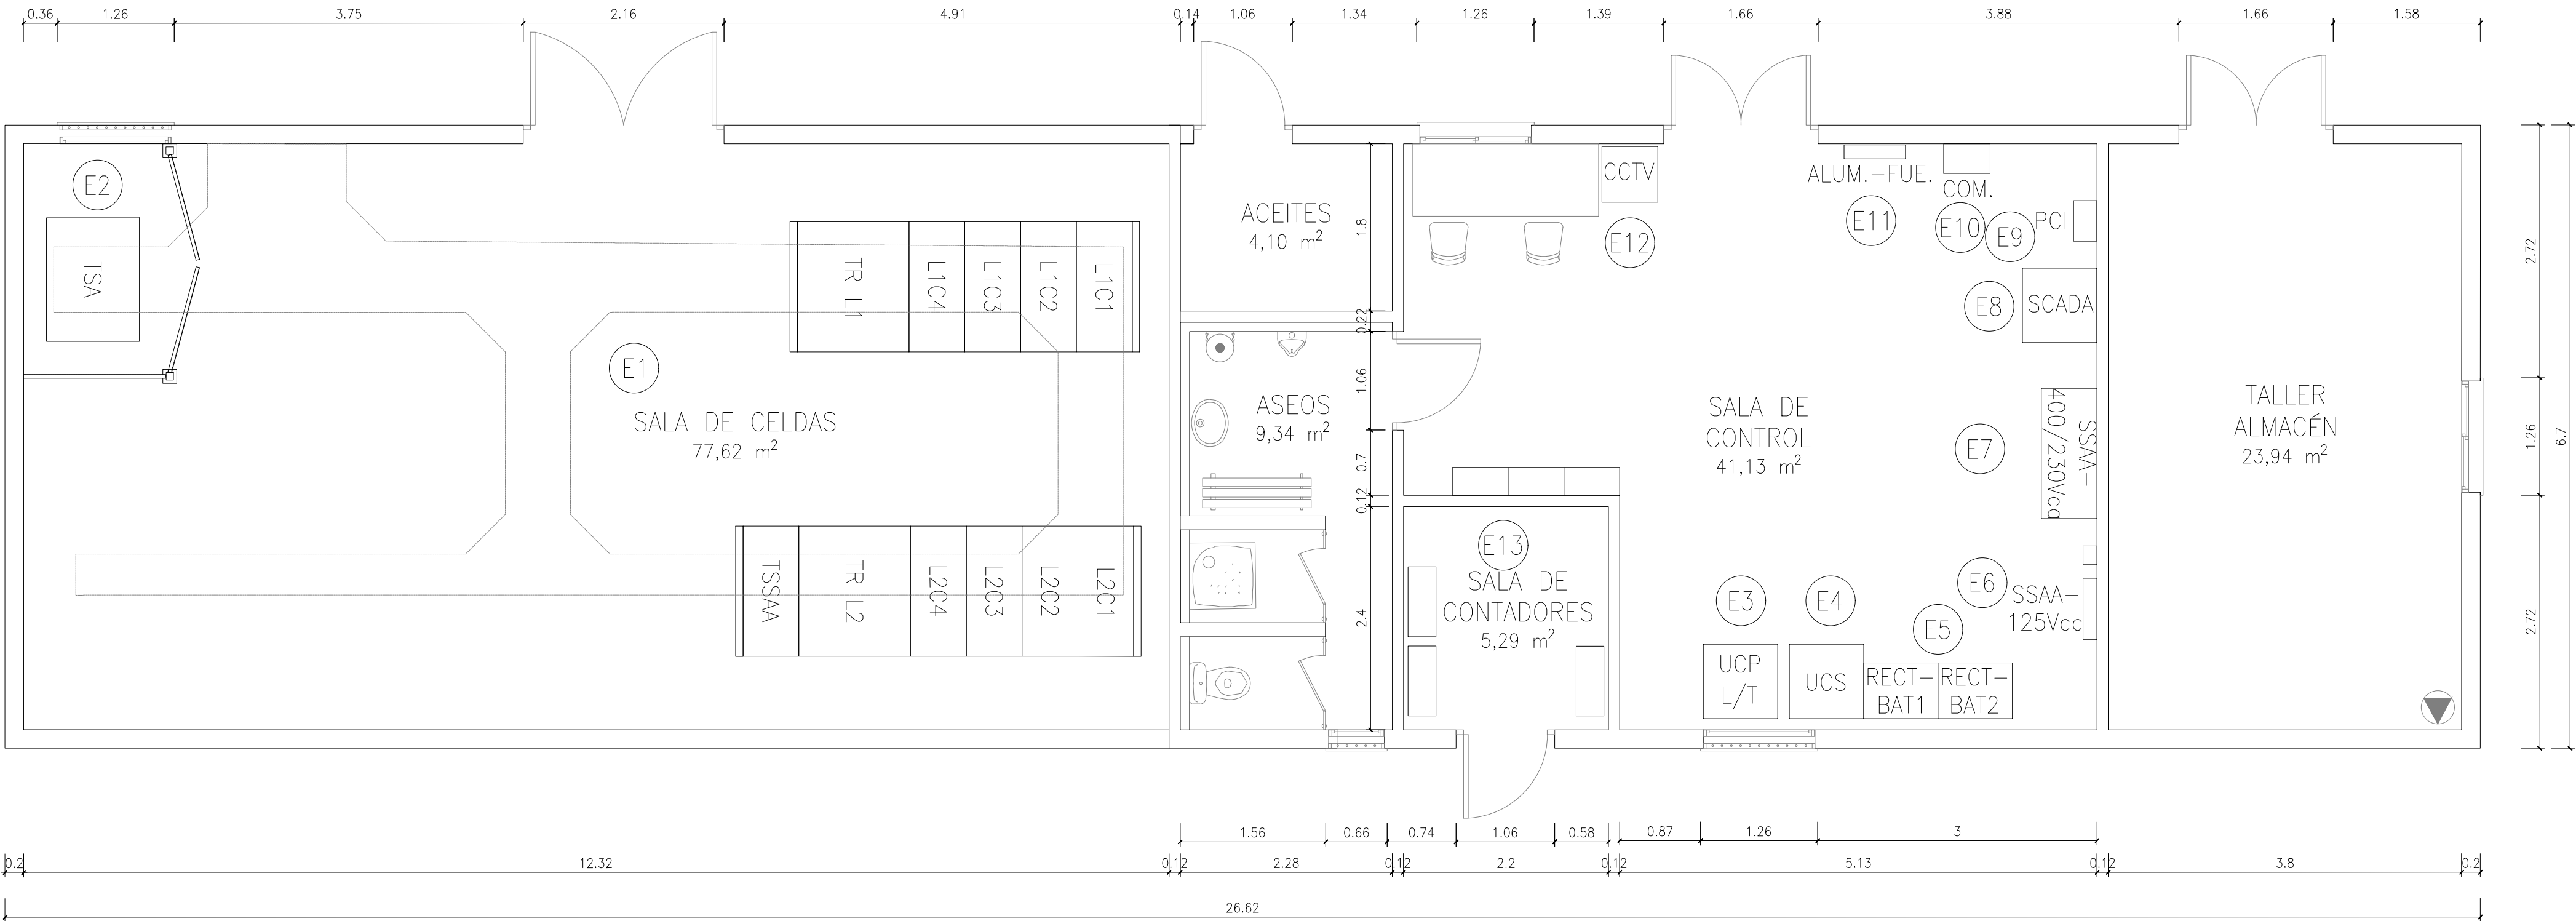 0.36
1.26
3.75
2.16
4.91
0.14
1.06
1.34
1.26
1.39
1.66
3.88
1.66
1.58
E2
TSA
E1
SALA DE CELDAS
77,62 m²
TR L1
L1C4
L1C3
L1C2
L1C1
TSSAA
TR L2
L2C4
L2C3
L2C2
L2C1
ACEITES
4,10 m²
1.8
0.22
1.06
0.7
0.12
2.4
ASEOS
9,34 m²
CCTV
E12
ALUM.-FUE.
E11
COM.
E10
E9
PCI
E8
SCADA
SALA DE
CONTROL
41,13 m²
E7
SSAA-
400/230Vca
E6
SSAA-
125Vcc
E3
E4
E5
UCP
L/T
UCS
RECT-
BAT1
RECT-
BAT2
E13
SALA DE
CONTADORES
5,29 m²
TALLER
ALMACÉN
23,94 m²
2.72
1.26
2.72
6.7
1.56
0.66
0.74
1.06
0.58
0.87
1.26
3
0.2
12.32
0.12
2.28
0.12
2.2
0.12
5.13
0.12
3.8
0.2
26.62